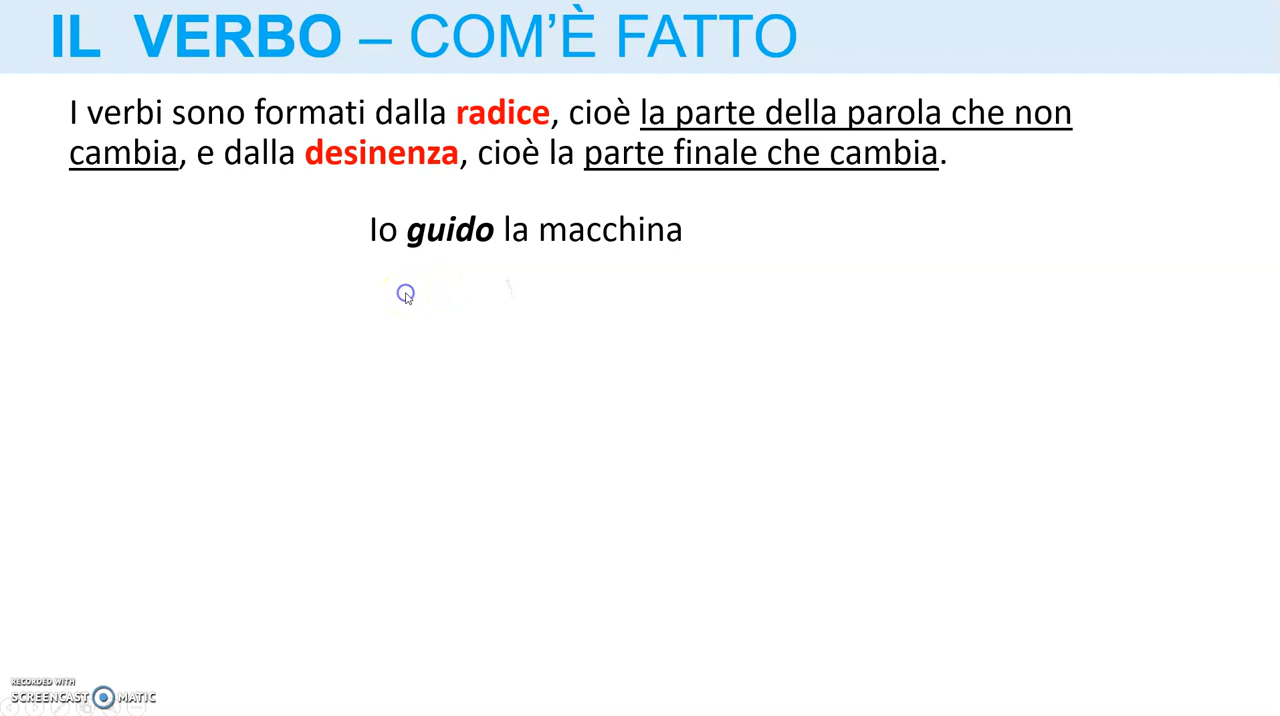 IL VERBO – COM'È FATTO
I verbi sono formati dalla radice, cioè la parte della parola che non
cambia, e dalla desinenza, cioè la parte finale che cambia.
Io guido la macchina
RECORDED WITH
SCREENCAST MATIC